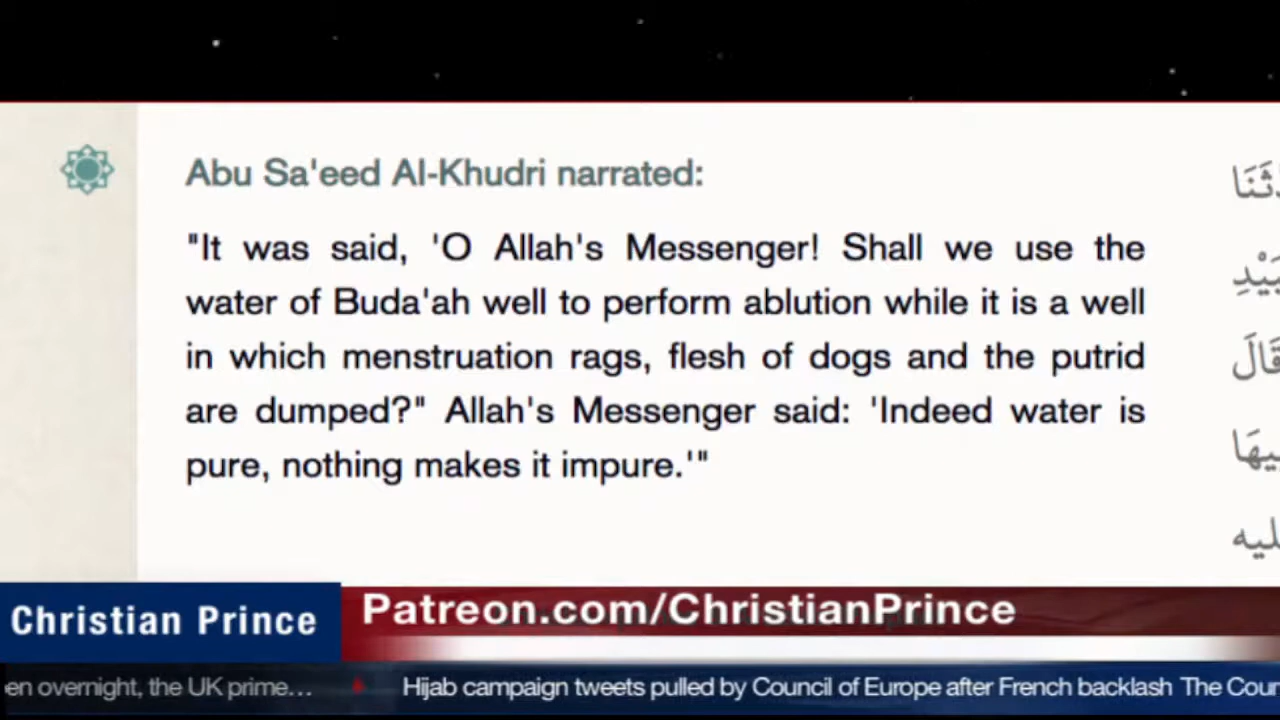 Abu Sa'eed Al-Khudri narrated:
"It was said, 'O Allah's Messenger! Shall we use the
water of Buda'ah well to perform ablution while it is a well
in which menstruation rags, flesh of dogs and the putrid
are dumped?" Allah's Messenger said: 'Indeed water is
pure, nothing makes it impure.'"
قَالَ
Christian Prince
Patreon.com/ChristianPrince
en overnight, the UK prime… Hijab campaign tweets pulled by Council of Europe after French backlash The Coun